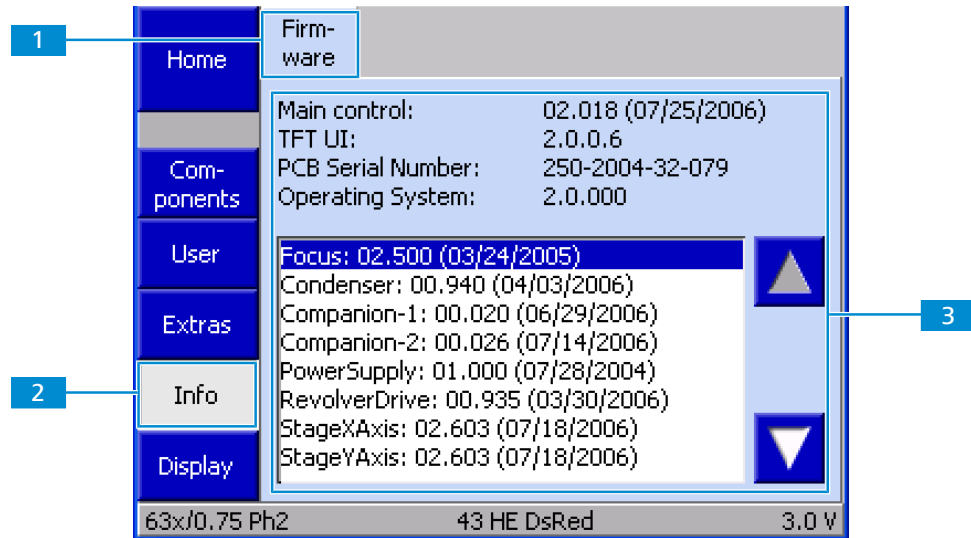 1
Firm-
ware
Home
Main control: 02.018 (07/25/2006)
TFT UI: 2.0.0.6
PCB Serial Number: 250-2004-32-079
Operating System: 2.0.000
Com-
ponents
User
Extras
2
Info
Display
Focus: 02.500 (03/24/2005)
Condenser: 00.940 (04/03/2006)
Companion-1: 00.020 (06/29/2006)
Companion-2: 00.026 (07/14/2006)
PowerSupply: 01.000 (07/28/2004)
RevolverDrive: 00.935 (03/30/2006)
StageXAxis: 02.603 (07/18/2006)
StageYAxis: 02.603 (07/18/2006)
3
63x/0.75 Ph2 43 HE DsRed 3.0 V